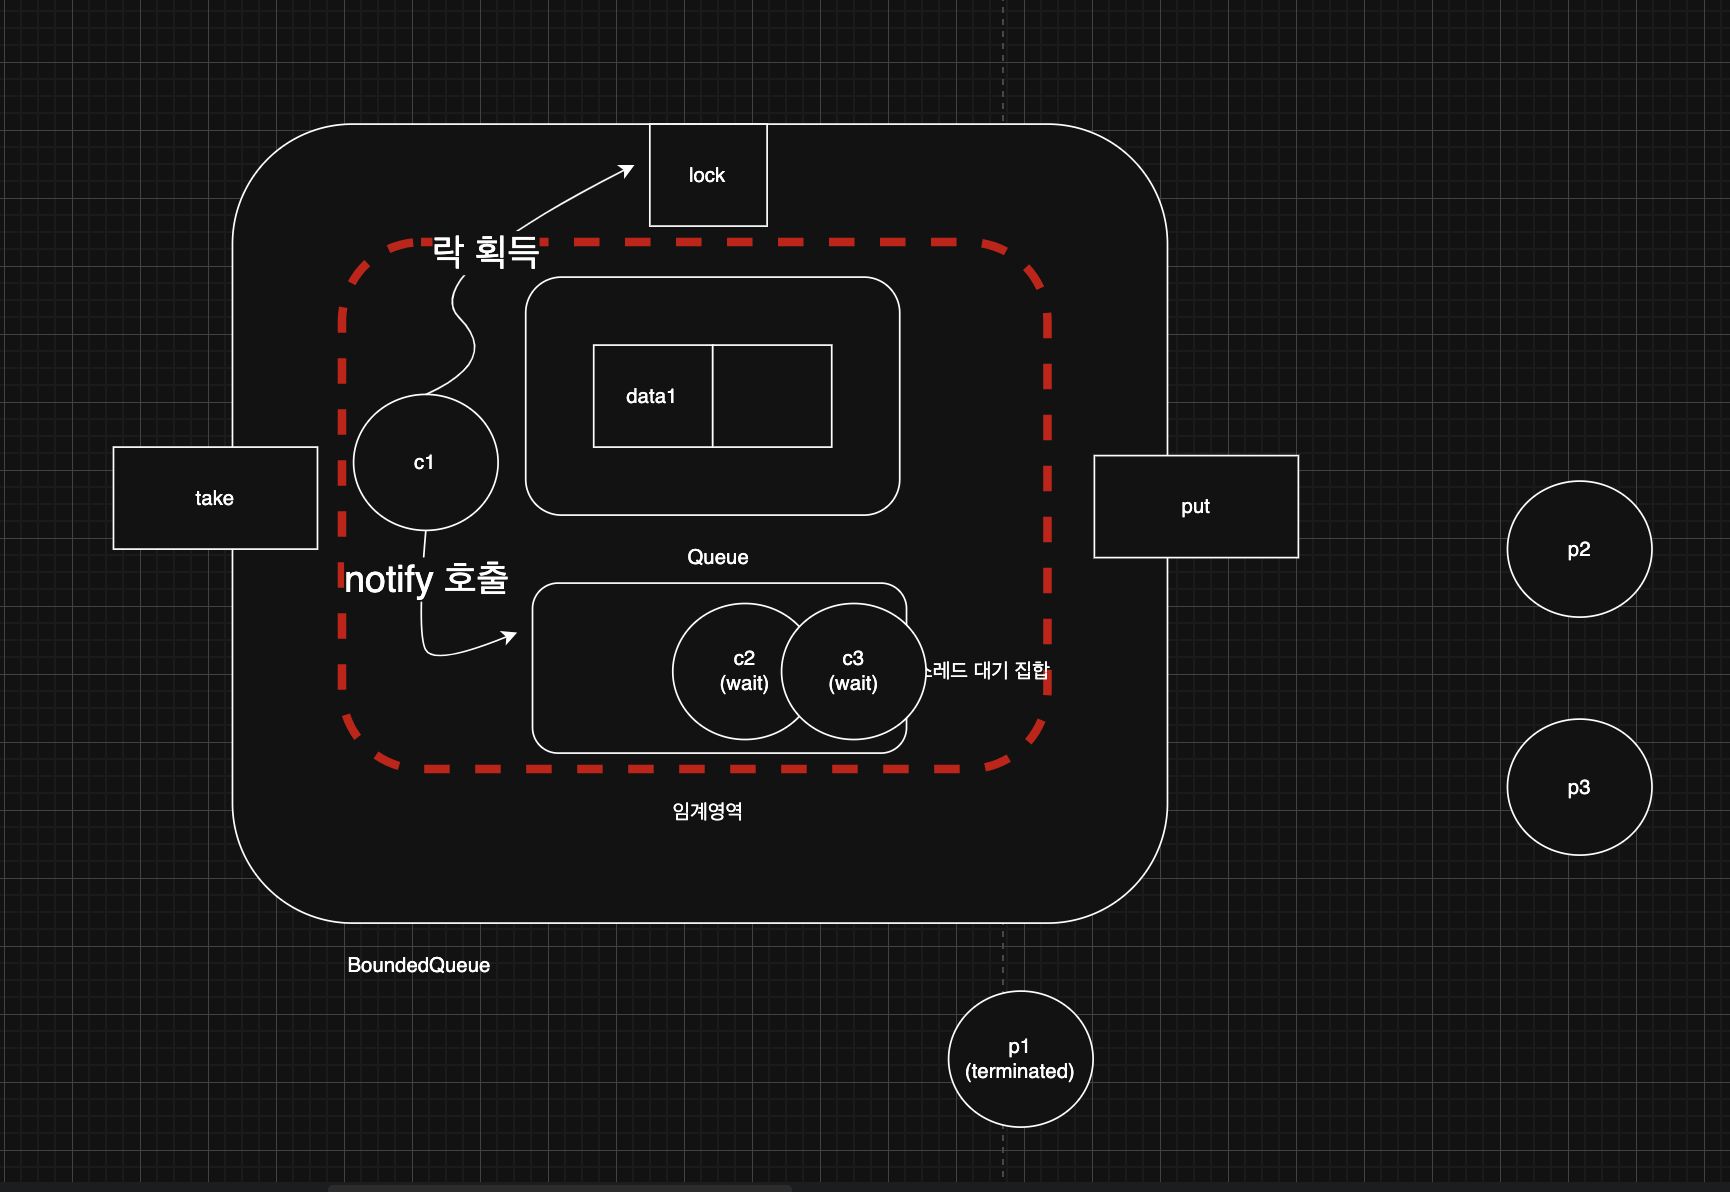 lock
락 획득
data1
c1
take
put
p2
Queue
notify 호출
c2
(wait)
c3
(wait)
레드 대기 집합
p3
임계영역
BoundedQueue
p1
(terminated)